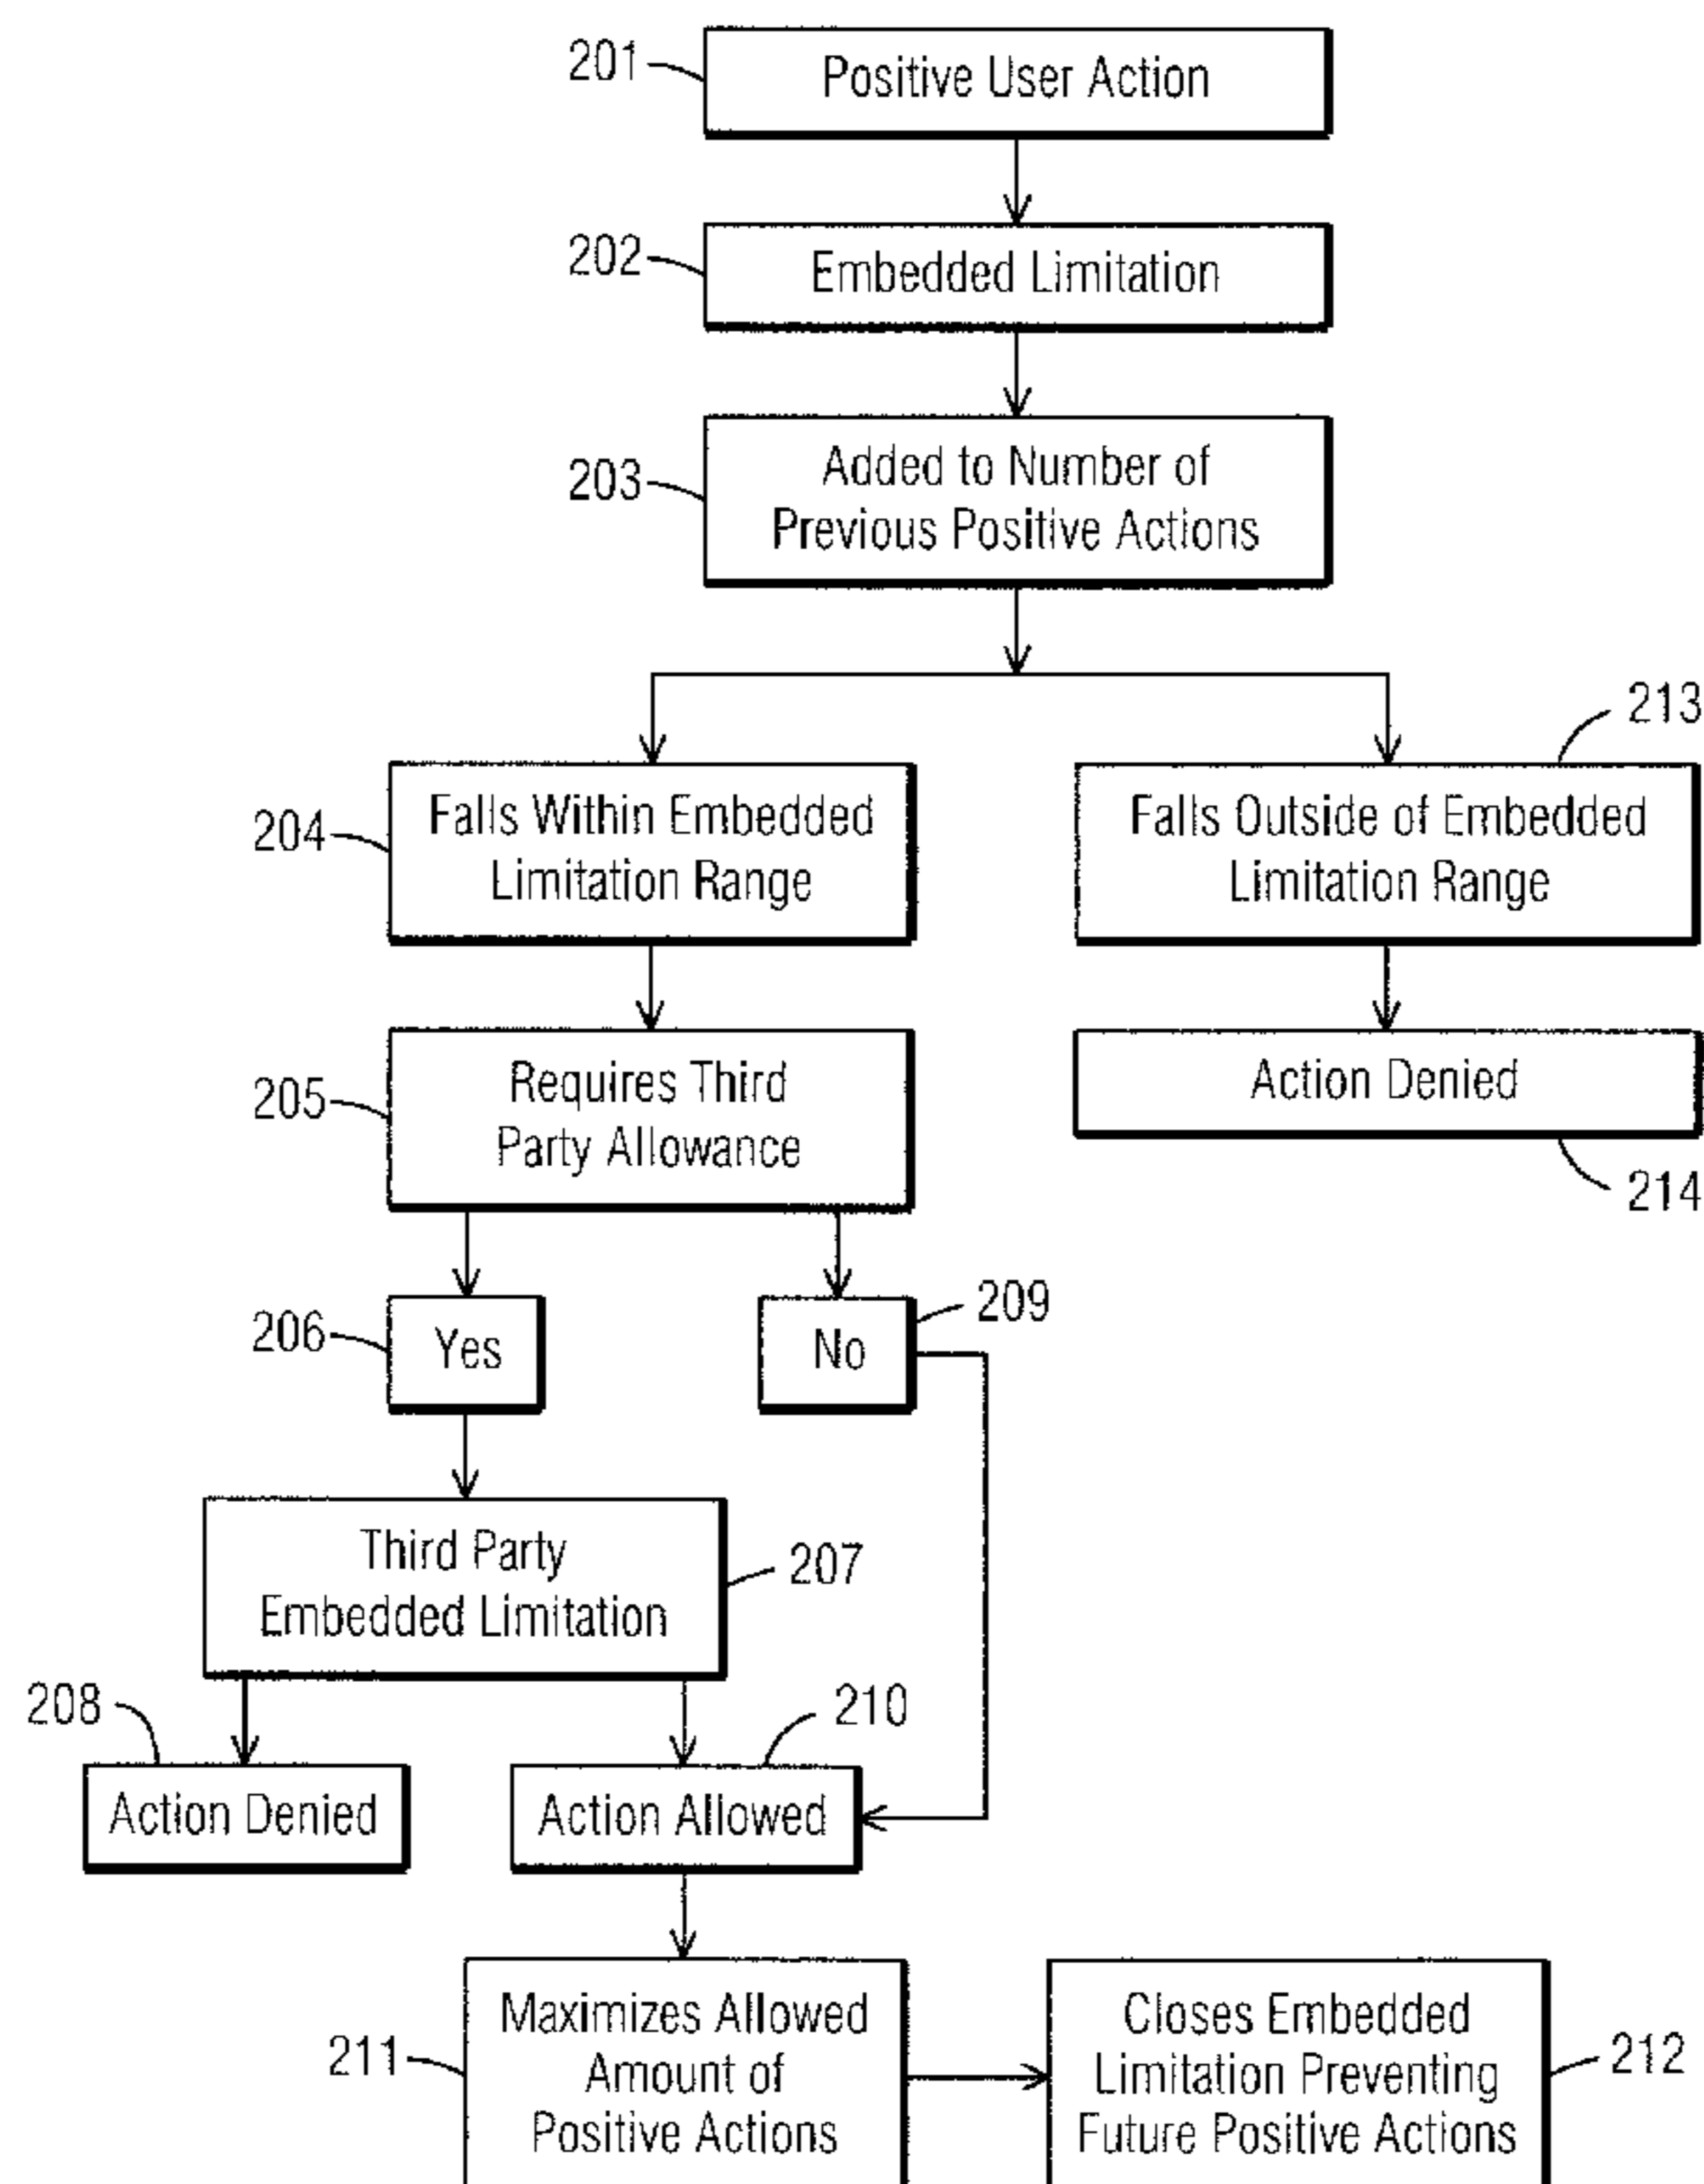 201
Positive User Action
202
Embedded Limitation
203
Added to Number of
Previous Positive Actions
213
204
Falls Within Embedded
Limitation Range
Falls Outside of Embedded
Limitation Range
205
Requires Third
Party Allowance
Action Denied
214
206
Yes
No
209
Third Party
Embedded Limitation
207
208
210
Action Denied
Action Allowed
211
Maximizes Allowed
Amount of
Positive Actions
Closes Embedded
Limitation Preventing
Future Positive Actions
212